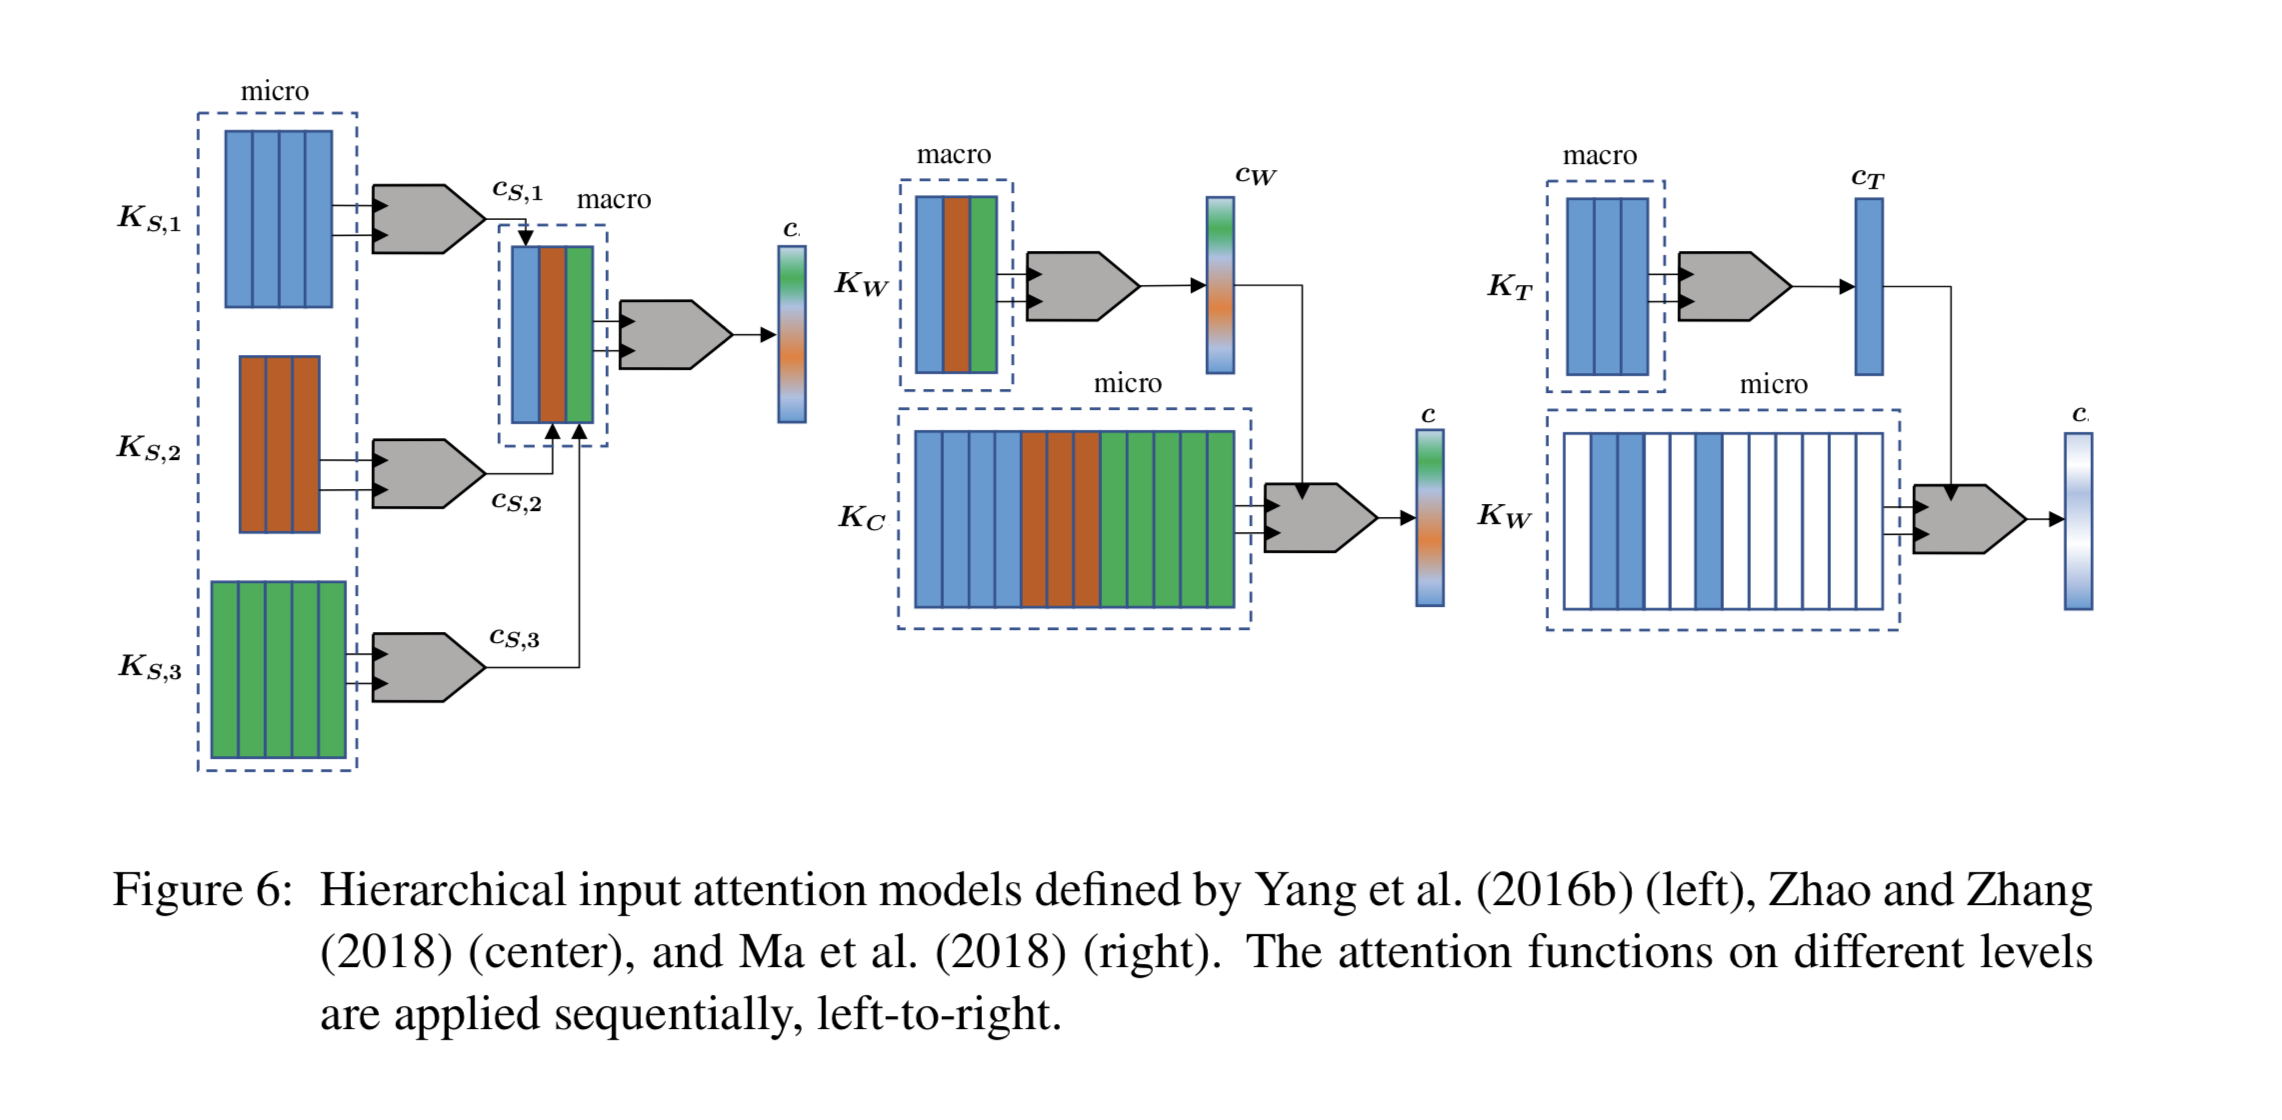 micro
K_{S,1}
c_{S,1}
macro
c
K_{S,2}
c_{S,2}
K_{S,3}
c_{S,3}
macro
K_W
c_W
micro
K_C
c
macro
K_T
c_T
micro
K_W
c
Figure 6: Hierarchical input attention models defined by Yang et al. (2016b) (left), Zhao and Zhang
(2018) (center), and Ma et al. (2018) (right). The attention functions on different levels
are applied sequentially, left-to-right.